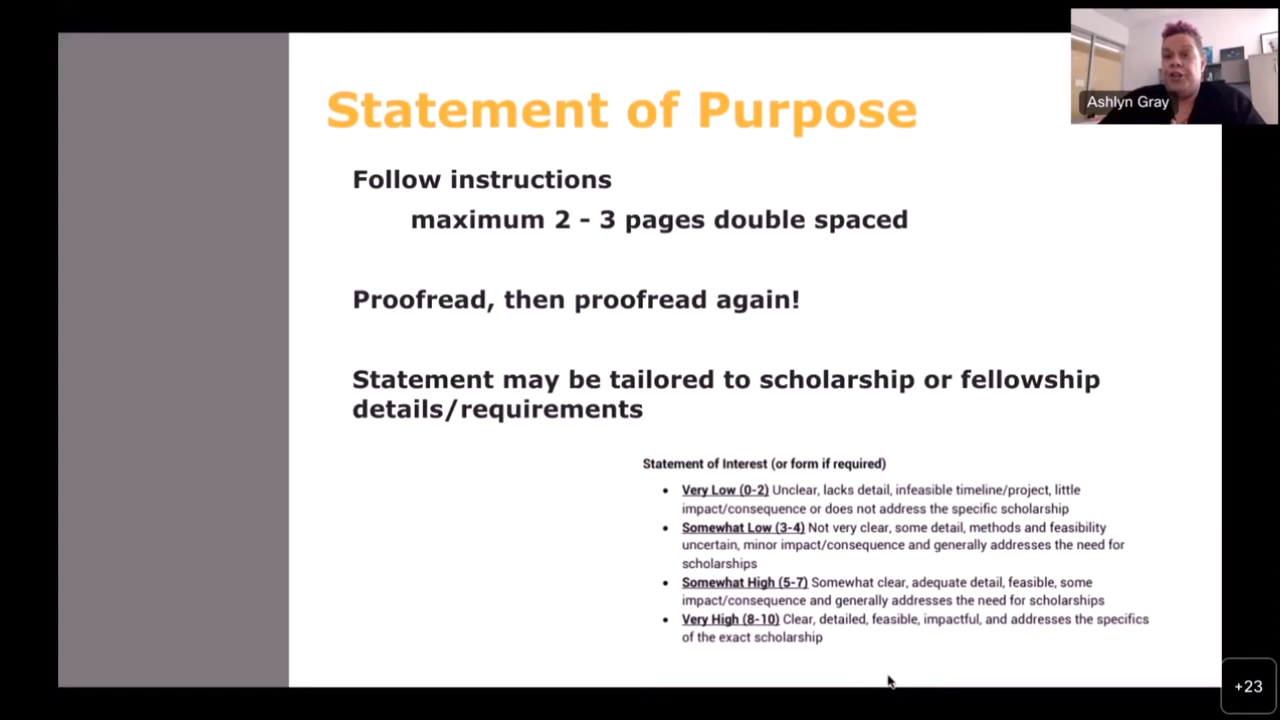 Statement of Purpose
Ashlyn Gray
Follow instructions
maximum 2 - 3 pages double spaced
Proofread, then proofread again!
Statement may be tailored to scholarship or fellowship
details/requirements
Statement of Interest (or form if required)
• Very Low (0-2) Unclear, lacks detail, infeasible timeline/project, little
impact/consequence or does not address the specific scholarship
• Somewhat Low (3-4) Not very clear, some detail, methods and feasibility
uncertain, minor impact/consequence and generally addresses the need for
scholarships
• Somewhat High (5-7) Somewhat clear, adequate detail, feasible, some
impact/consequence and generally addresses the need for scholarships
• Very High (8-10) Clear, detailed, feasible, impactful, and addresses the specifics
of the exact scholarship
+23